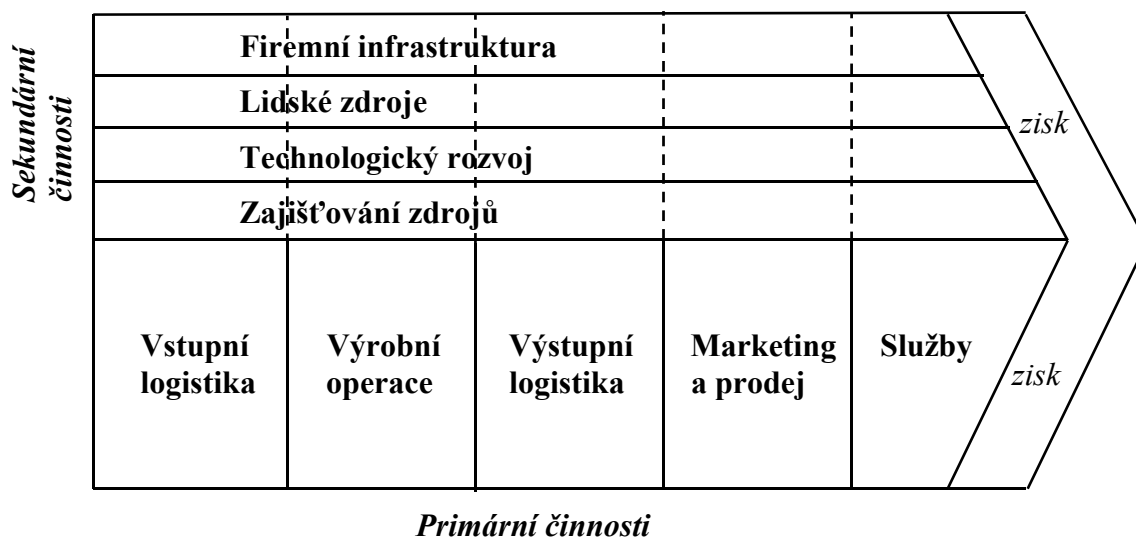 Sekundární
činnosti
Firemní infrastruktura
Lidské zdroje
Technologický rozvoj
Zajišťování zdrojů
zisk
Vstupní
logistika
Výrobní
operace
Výstupní
logistika
Marketing
a prodej
Služby
zisk
Primární činnosti